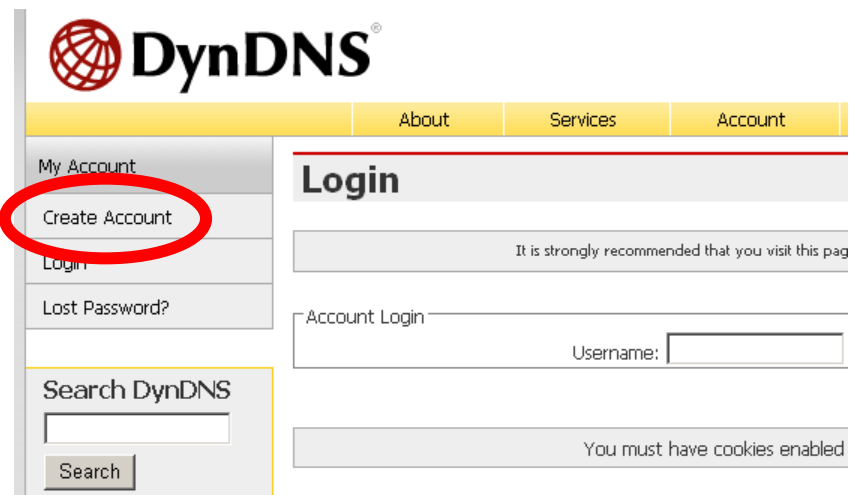 DynDNS®
About Services Account
My Account
Create Account
Login
Lost Password?
Search DynDNS
Search
Login
It is strongly recommended that you visit this pag
Account Login
Username:
You must have cookies enabled